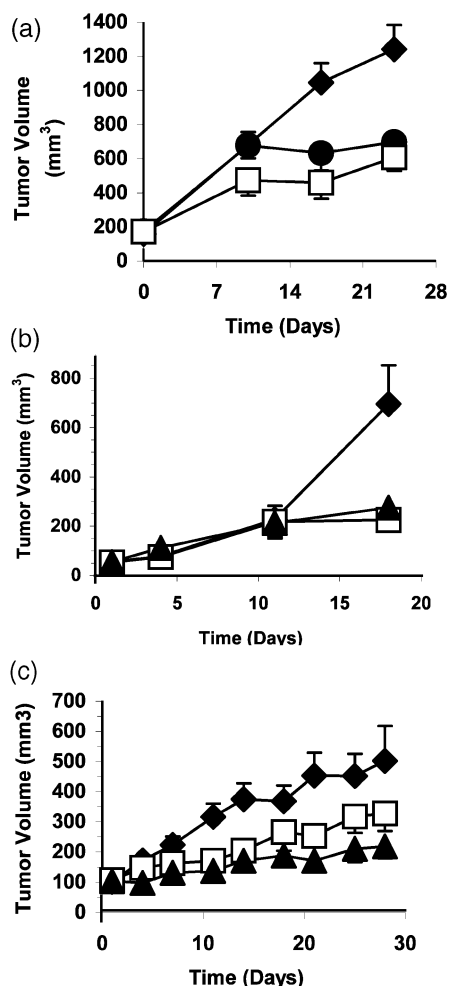 (a)
1400
1200
1000
800
600
400
200
0
Tumor Volume
(mm³)
0 7 14 21 28
Time (Days)
(b)
800
600
400
200
0
Tumor Volume (mm³)
0 5 10 15 20
Time (Days)
(c)
700
600
500
400
300
200
100
0
Tumor Volume (mm3)
0 10 20 30
Time (Days)